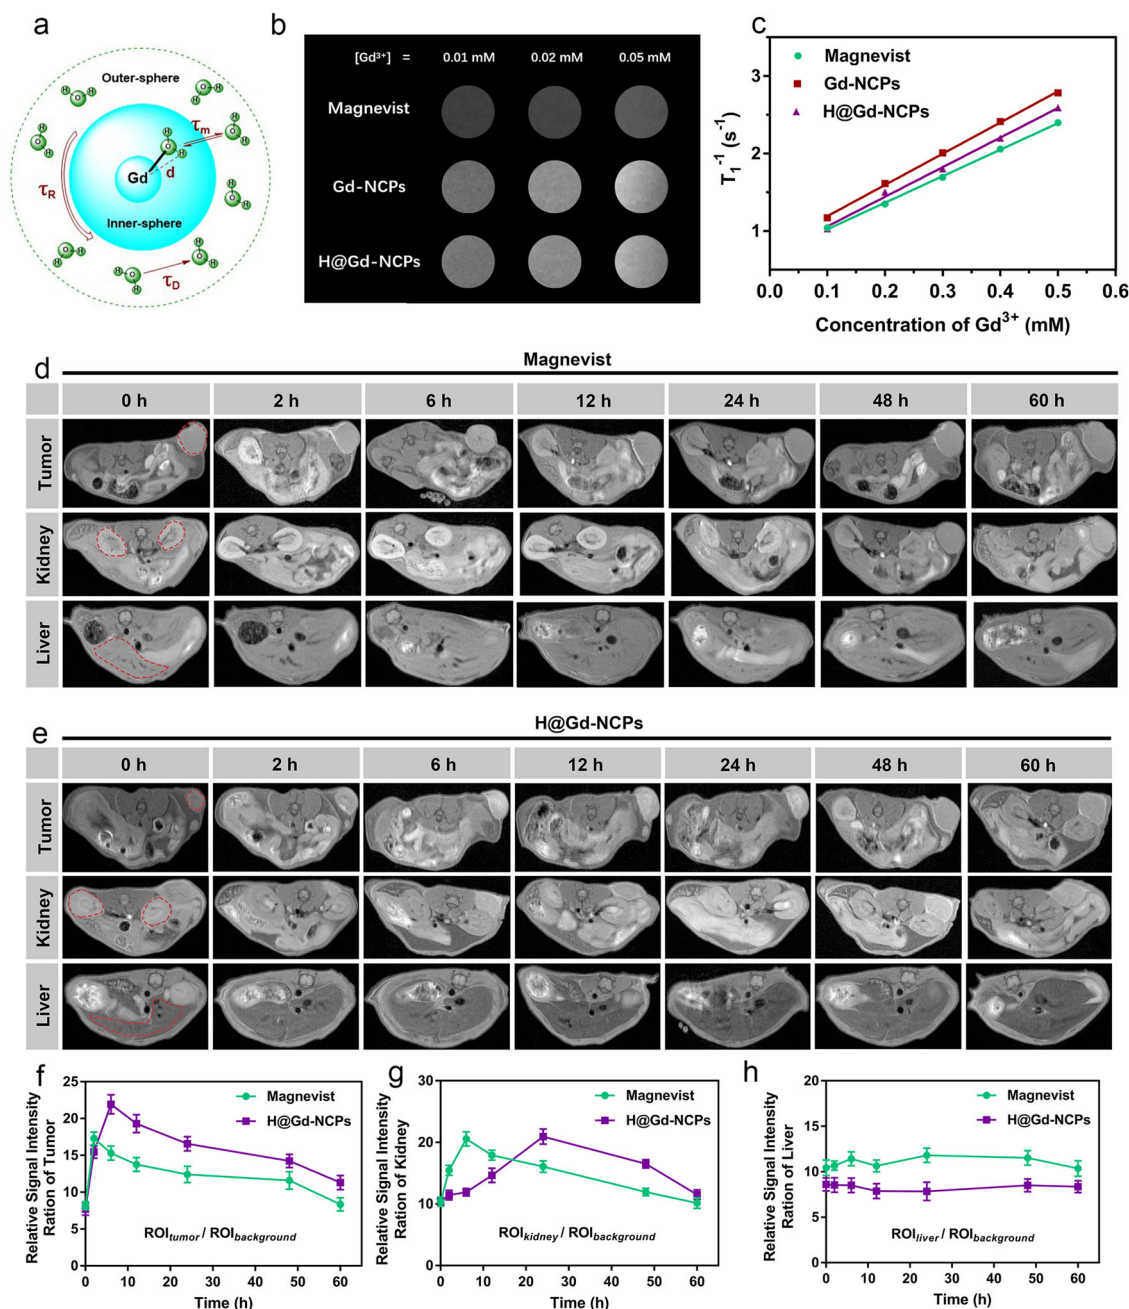 a
Outer-sphere
H
O
τm
Gd
d
τR
Inner-sphere
τD
b
[Gd³⁺] = 0.01 mM 0.02 mM 0.05 mM
Magnevist
Gd-NCPs
H@Gd-NCPs
c
Magnevist
Gd-NCPs
H@Gd-NCPs
T₁⁻¹ (s⁻¹)
3
2
1
0.0 0.1 0.2 0.3 0.4 0.5 0.6
Concentration of Gd³⁺ (mM)
d
Magnevist
0 h 2 h 6 h 12 h 24 h 48 h 60 h
Tumor
Kidney
Liver
e
H@Gd-NCPs
0 h 2 h 6 h 12 h 24 h 48 h 60 h
Tumor
Kidney
Liver
f
Relative Signal Intensity
Ration of Tumor
25
20
15
10
5
0
Magnevist
H@Gd-NCPs
ROItumor / ROIbackground
0 10 20 30 40 50 60
Time (h)
g
Relative Signal Intensity
Ration of Kidney
30
20
10
0
Magnevist
H@Gd-NCPs
ROIkidney / ROIbackground
0 10 20 30 40 50 60
Time (h)
h
Relative Signal Intensity
Ration of Liver
20
15
10
5
0
Magnevist
H@Gd-NCPs
ROIliver / ROIbackground
0 10 20 30 40 50 60
Time (h)